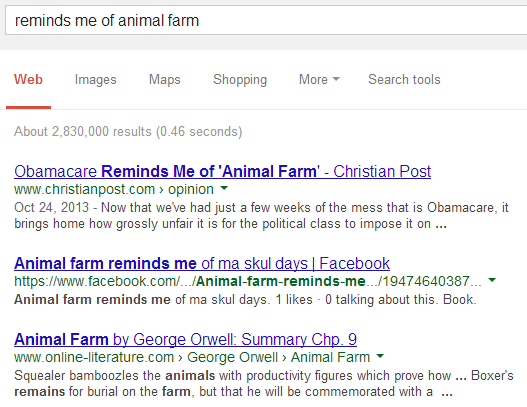 reminds me of animal farm
Web Images Maps Shopping More Search tools
About 2,830,000 results (0.46 seconds)
Obamacare Reminds Me of 'Animal Farm' - Christian Post
www.christianpost.com › opinion
Oct 24, 2013 - Now that we've had just a few weeks of the mess that is Obamacare, it
brings home how grossly unfair it is for the political class to impose it on ...
Animal farm reminds me of ma skul days | Facebook
https://www.facebook.com/.../Animal-farm-reminds-me.../19474640387...
Animal farm reminds me of ma skul days. 1 likes · 0 talking about this. Book.
Animal Farm by George Orwell: Summary Chp. 9
www.online-literature.com › George Orwell › Animal Farm
Squealer bamboozles the animals with productivity figures which prove how ... Boxer's
remains for burial on the farm, but that he will be commemorated with a ...